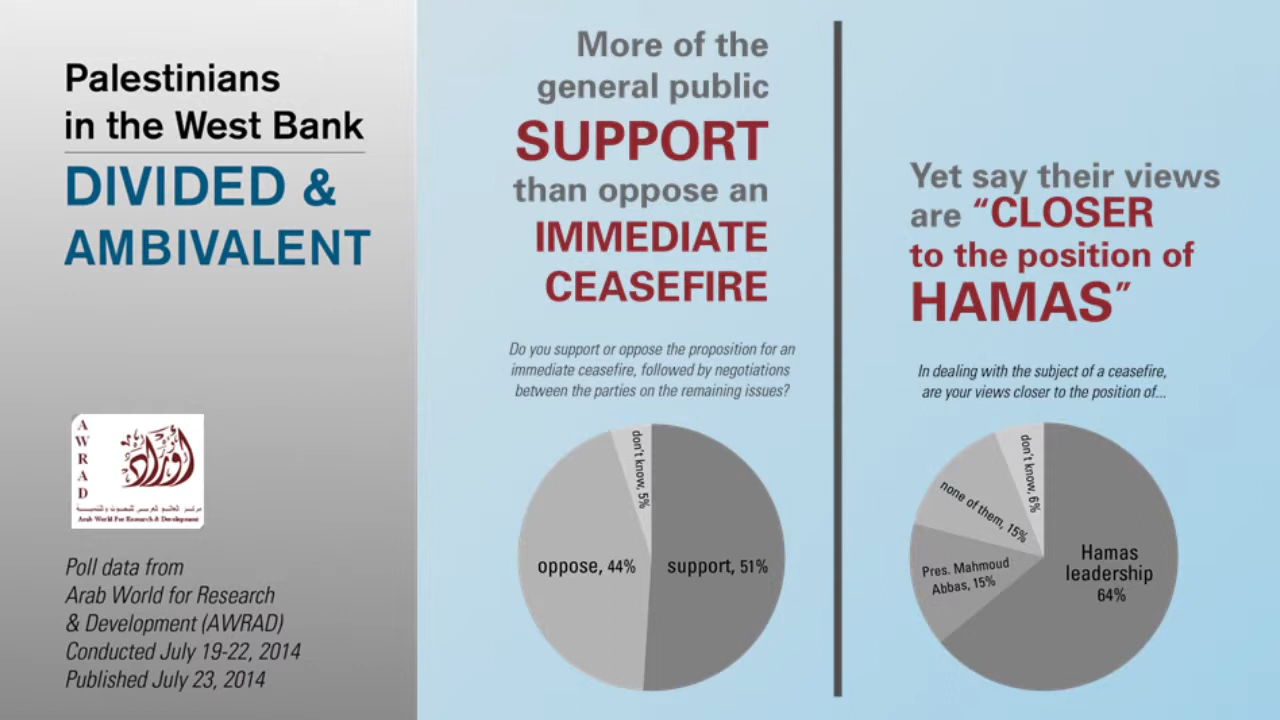 Palestinians
in the West Bank
DIVIDED &
AMBIVALENT
A
W
R
A
D
أوراد
Arab World For Research & Development
Poll data from
Arab World for Research
& Development (AWRAD)
Conducted July 19-22, 2014
Published July 23, 2014
More of the
general public
SUPPORT
than oppose an
IMMEDIATE
CEASEFIRE
Do you support or oppose the proposition for an
immediate ceasefire, followed by negotiations
between the parties on the remaining issues?
don't know, 5%
oppose, 44%
support, 51%
Yet say their views
are “CLOSER
to the position of
HAMAS”
In dealing with the subject of a ceasefire,
are your views closer to the position of...
don't know, 6%
none of them, 15%
Pres. Mahmoud
Abbas, 15%
Hamas
leadership
64%